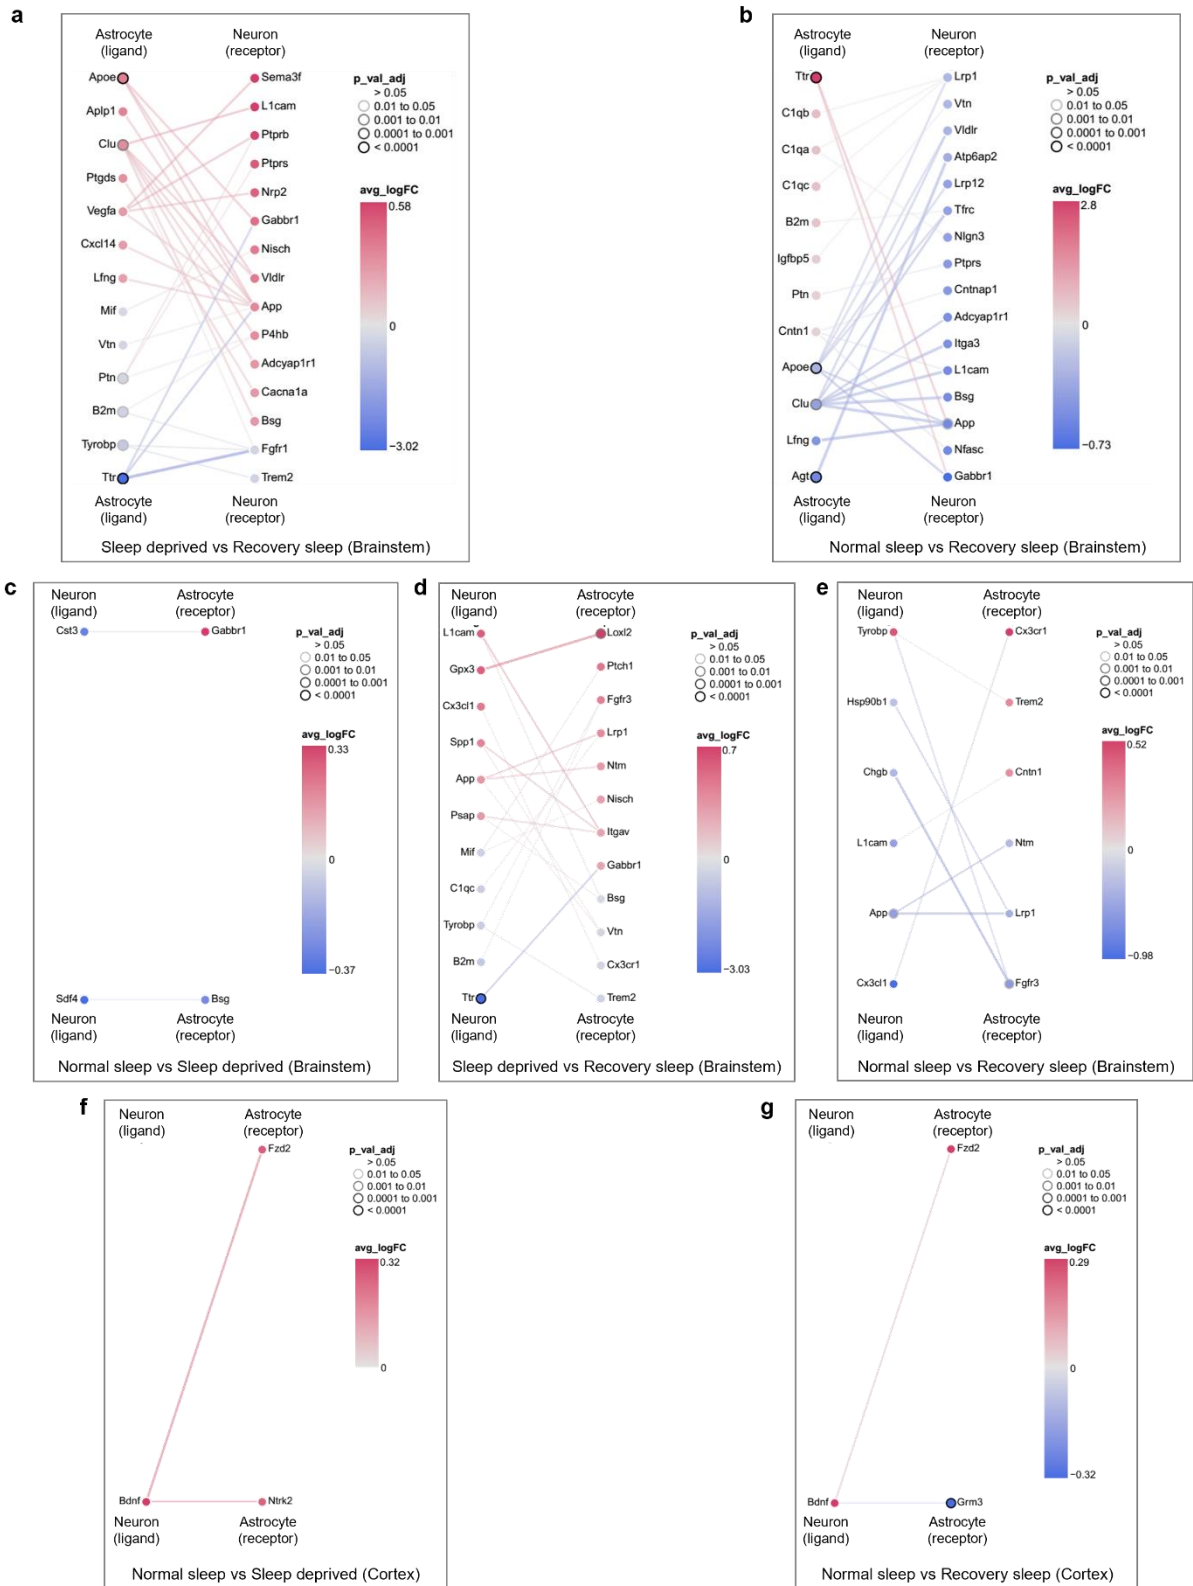 a
Astrocyte
(ligand)
Neuron
(receptor)
Apoe
Aplp1
Clu
Ptgds
Vegfa
Cxcl14
Lfng
Mif
Vtn
Ptn
B2m
Tyrobp
Ttr
Sema3f
L1cam
Ptprb
Ptprs
Nrp2
Gabbr1
Nisch
Vldlr
App
P4hb
Adcyap1r1
Cacna1a
Bsg
Fgfr1
Trem2
p_val_adj
> 0.05
0.01 to 0.05
0.001 to 0.01
0.0001 to 0.001
< 0.0001
avg_logFC
0.58
0
−3.02
Astrocyte
(ligand)
Neuron
(receptor)
Sleep deprived vs Recovery sleep (Brainstem)
b
Astrocyte
(ligand)
Neuron
(receptor)
Ttr
C1qb
C1qa
C1qc
B2m
Igfbp5
Ptn
Cntn1
Apoe
Clu
Lfng
Agt
Lrp1
Vtn
Vldlr
Atp6ap2
Lrp12
Tfrc
Nlgn3
Ptprs
Cntnap1
Adcyap1r1
Itga3
L1cam
Bsg
App
Nfasc
Gabbr1
p_val_adj
> 0.05
0.01 to 0.05
0.001 to 0.01
0.0001 to 0.001
< 0.0001
avg_logFC
2.8
0
−0.73
Astrocyte
(ligand)
Neuron
(receptor)
Normal sleep vs Recovery sleep (Brainstem)
c
Neuron
(ligand)
Astrocyte
(receptor)
Cst3
Gabbr1
p_val_adj
> 0.05
0.01 to 0.05
0.001 to 0.01
0.0001 to 0.001
< 0.0001
avg_logFC
0.33
0
−0.37
Sdf4
Bsg
Neuron
(ligand)
Astrocyte
(receptor)
Normal sleep vs Sleep deprived (Brainstem)
d
Neuron
(ligand)
Astrocyte
(receptor)
L1cam
Gpx3
Cx3cl1
Spp1
App
Psap
Mif
C1qc
Tyrobp
B2m
Ttr
Loxl2
Ptch1
Fgfr3
Lrp1
Ntm
Nisch
Itgav
Gabbr1
Bsg
Vtn
Cx3cr1
Trem2
p_val_adj
> 0.05
0.01 to 0.05
0.001 to 0.01
0.0001 to 0.001
< 0.0001
avg_logFC
0.7
0
−3.03
Neuron
(ligand)
Astrocyte
(receptor)
Sleep deprived vs Recovery sleep (Brainstem)
e
Neuron
(ligand)
Astrocyte
(receptor)
Tyrobp
Hsp90b1
Chgb
L1cam
App
Cx3cl1
Cx3cr1
Trem2
Cntn1
Ntm
Lrp1
Fgfr3
p_val_adj
> 0.05
0.01 to 0.05
0.001 to 0.01
0.0001 to 0.001
< 0.0001
avg_logFC
0.52
0
−0.98
Neuron
(ligand)
Astrocyte
(receptor)
Normal sleep vs Recovery sleep (Brainstem)
f
Neuron
(ligand)
Astrocyte
(receptor)
Fzd2
p_val_adj
> 0.05
0.01 to 0.05
0.001 to 0.01
0.0001 to 0.001
< 0.0001
avg_logFC
0.32
0
Bdnf
Ntrk2
Neuron
(ligand)
Astrocyte
(receptor)
Normal sleep vs Sleep deprived (Cortex)
g
Neuron
(ligand)
Astrocyte
(receptor)
Fzd2
p_val_adj
> 0.05
0.01 to 0.05
0.001 to 0.01
0.0001 to 0.001
< 0.0001
avg_logFC
0.29
0
−0.32
Bdnf
Grm3
Neuron
(ligand)
Astrocyte
(receptor)
Normal sleep vs Recovery sleep (Cortex)